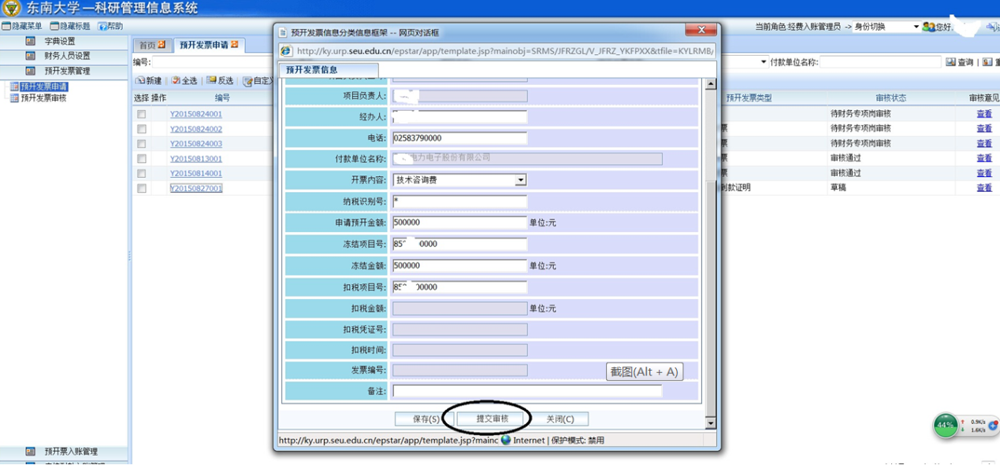 东南大学—科研管理信息系统
隐藏菜单 隐藏标题 帮助
当前角色:经费入账管理员 -> 身份切换 您好,
字典设置
财务人员设置
预开发票管理
预开发票申请
预开发票审核
首页 预开发票申请
编号:
付款单位名称: 查询
新建 全选 反选 自定义
选择 操作 编号 预开发票类型 审核状态 审核意见
Y20150824001 待财务专项岗审核 查看
Y20150824002 票 待财务专项岗审核 查看
Y20150824003 票 待财务专项岗审核 查看
Y20150813001 票 审核通过 查看
Y20150814001 票 审核通过 查看
Y20150827001 到款证明 草稿 查看
预开发票信息分类信息框架 -- 网页对话框
http://ky.urp.seu.edu.cn/epstar/app/template.jsp?mainobj=SRMS/JFRZGL/V_JFRZ_YKFPXX&tfile=KYLRMB/
预开发票信息
项目负责人:
经办人:
电话: 02583790000
付款单位名称: 电力电子股份有限公司
开票内容: 技术咨询费
纳税识别号: *
申请预开金额: 500000 单位:元
冻结项目号: 85 0000
冻结金额: 500000 单位:元
扣税项目号: 85 00000
扣税金额: 单位:元
扣税凭证号:
扣税时间:
发票编号:
截图(Alt + A)
备注:
保存(S) 提交审核 关闭(C)
http://ky.urp.seu.edu.cn/epstar/app/template.jsp?mainc Internet | 保护模式: 禁用
44% 0.9K/s
1.6K/s
预开票入账管理